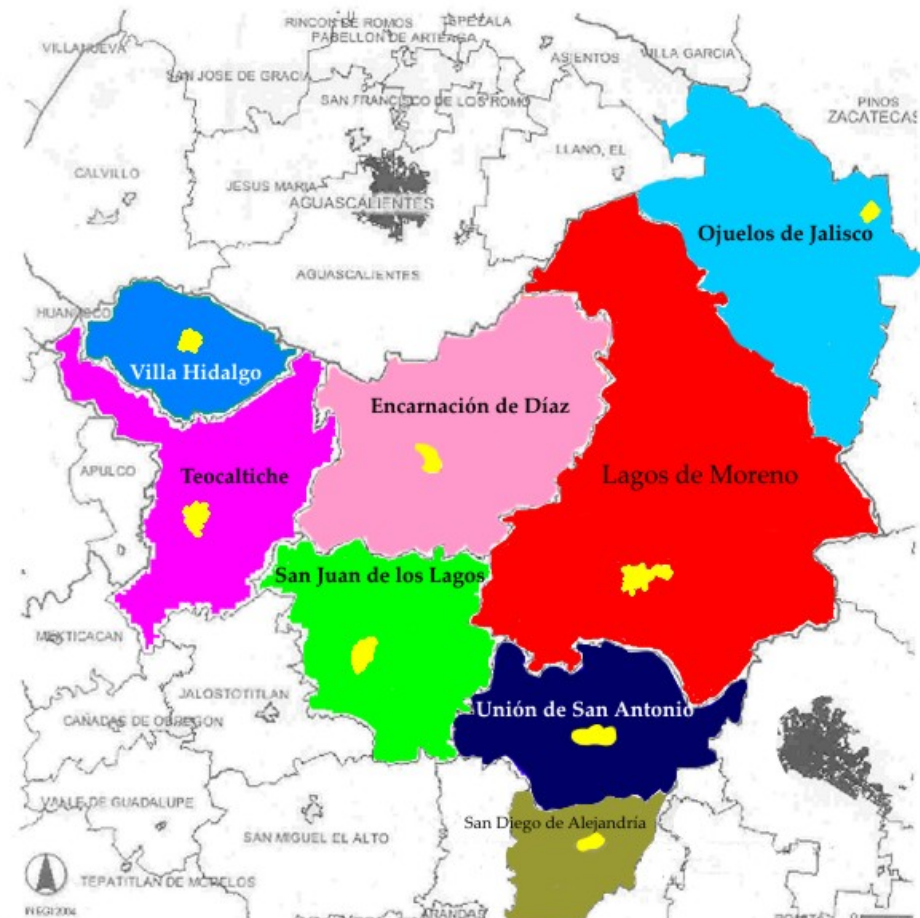 RINCON DE ROMOS
TEPEZALA
PABELLON DE ARTEAGA
VILLANUEVA
ASIENTOS
VILLA GARCIA
SAN JOSE DE GRACIA
SAN FRANCISCO DE LOS ROMO
PINOS
ZACATECAS
LLANO, EL
CALVILLO
JESUS MARIA
AGUASCALIENTES
Ojuelos de Jalisco
AGUASCALIENTES
Villa Hidalgo
Encarnación de Díaz
APULCO
Teocaltiche
Lagos de Moreno
San Juan de los Lagos
MEXTICACAN
JALOSTOTITLAN
Unión de San Antonio
CAÑADAS DE OBREGON
VALLE DE GUADALUPE
San Diego de Alejandría
SAN MIGUEL EL ALTO
TEPATITLAN DE MORELOS
INEGI 2004
ARANDAS